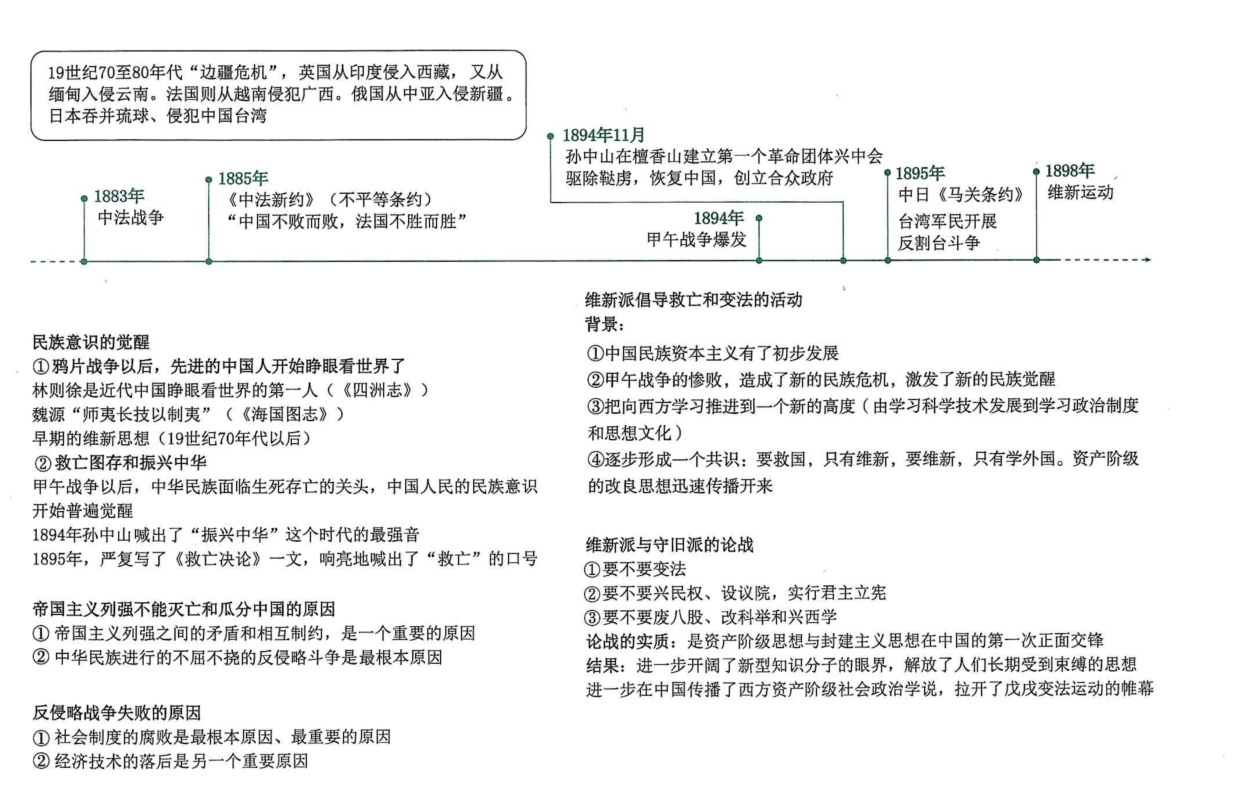 19世纪70至80年代“边疆危机”，英国从印度侵入西藏，又从
缅甸入侵云南。法国则从越南侵犯广西。俄国从中亚入侵新疆。
日本吞并琉球、侵犯中国台湾
1883年
中法战争
1885年
《中法新约》（不平等条约）
“中国不败而败，法国不胜而胜”
1894年11月
孙中山在檀香山建立第一个革命团体兴中会
驱除鞑虏，恢复中国，创立合众政府
1894年
甲午战争爆发
1895年
中日《马关条约》
台湾军民开展
反割台斗争
1898年
维新运动
民族意识的觉醒
①鸦片战争以后，先进的中国人开始睁眼看世界了
林则徐是近代中国睁眼看世界的第一人（《四洲志》）
魏源“师夷长技以制夷”（《海国图志》）
早期的维新思想（19世纪70年代以后）
②救亡图存和振兴中华
甲午战争以后，中华民族面临生死存亡的关头，中国人民的民族意识
开始普遍觉醒
1894年孙中山喊出了“振兴中华”这个时代的最强音
1895年，严复写了《救亡决论》一文，响亮地喊出了“救亡”的口号
帝国主义列强不能灭亡和瓜分中国的原因
① 帝国主义列强之间的矛盾和相互制约，是一个重要的原因
② 中华民族进行的不屈不挠的反侵略斗争是最根本原因
反侵略战争失败的原因
① 社会制度的腐败是最根本原因、最重要的原因
② 经济技术的落后是另一个重要原因
维新派倡导救亡和变法的活动
背景：
①中国民族资本主义有了初步发展
②甲午战争的惨败，造成了新的民族危机，激发了新的民族觉醒
③把向西方学习推进到一个新的高度（由学习科学技术发展到学习政治制度
和思想文化）
④逐步形成一个共识：要救国，只有维新，要维新，只有学外国。资产阶级
的改良思想迅速传播开来
维新派与守旧派的论战
①要不要变法
②要不要兴民权、设议院，实行君主立宪
③要不要废八股、改科举和兴西学
论战的实质：是资产阶级思想与封建主义思想在中国的第一次正面交锋
结果：进一步开阔了新型知识分子的眼界，解放了人们长期受到束缚的思想
进一步在中国传播了西方资产阶级社会政治学说，拉开了戊戌变法运动的帷幕